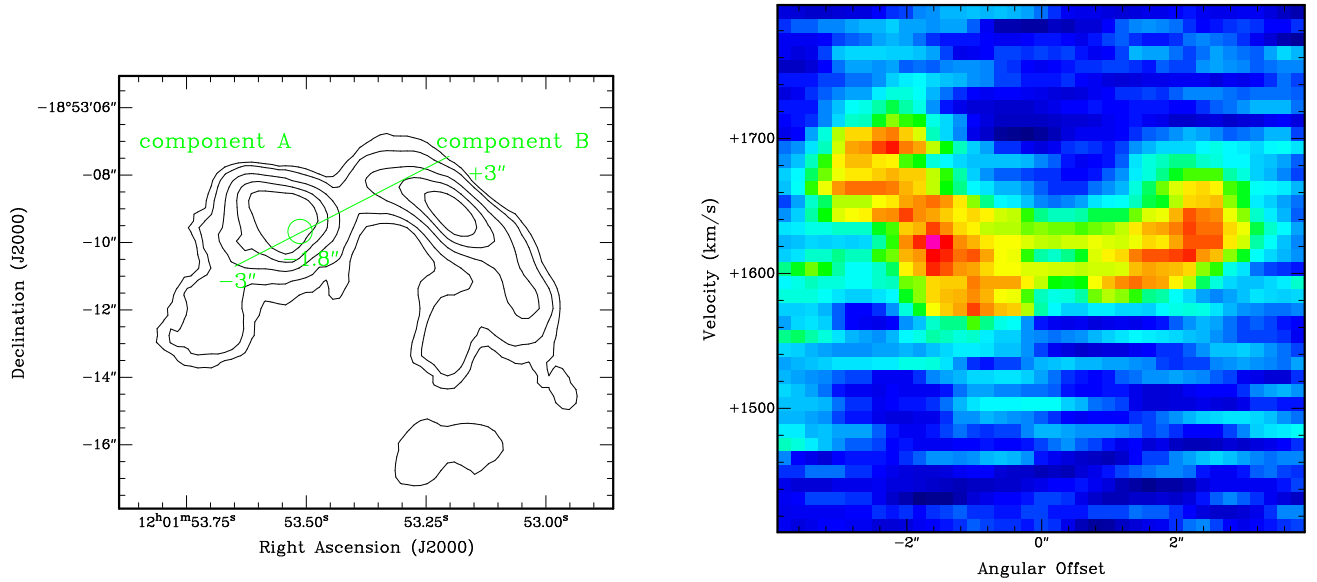 component A
component B
+3″
−1.8″
−3″
−18°53′06″
−08″
−10″
−12″
−14″
−16″
12ʰ01ᵐ53.75ˢ
53.50ˢ
53.25ˢ
53.00ˢ
Right Ascension (J2000)
Declination (J2000)
+1700
+1600
+1500
Velocity (km/s)
−2″
0″
2″
Angular Offset